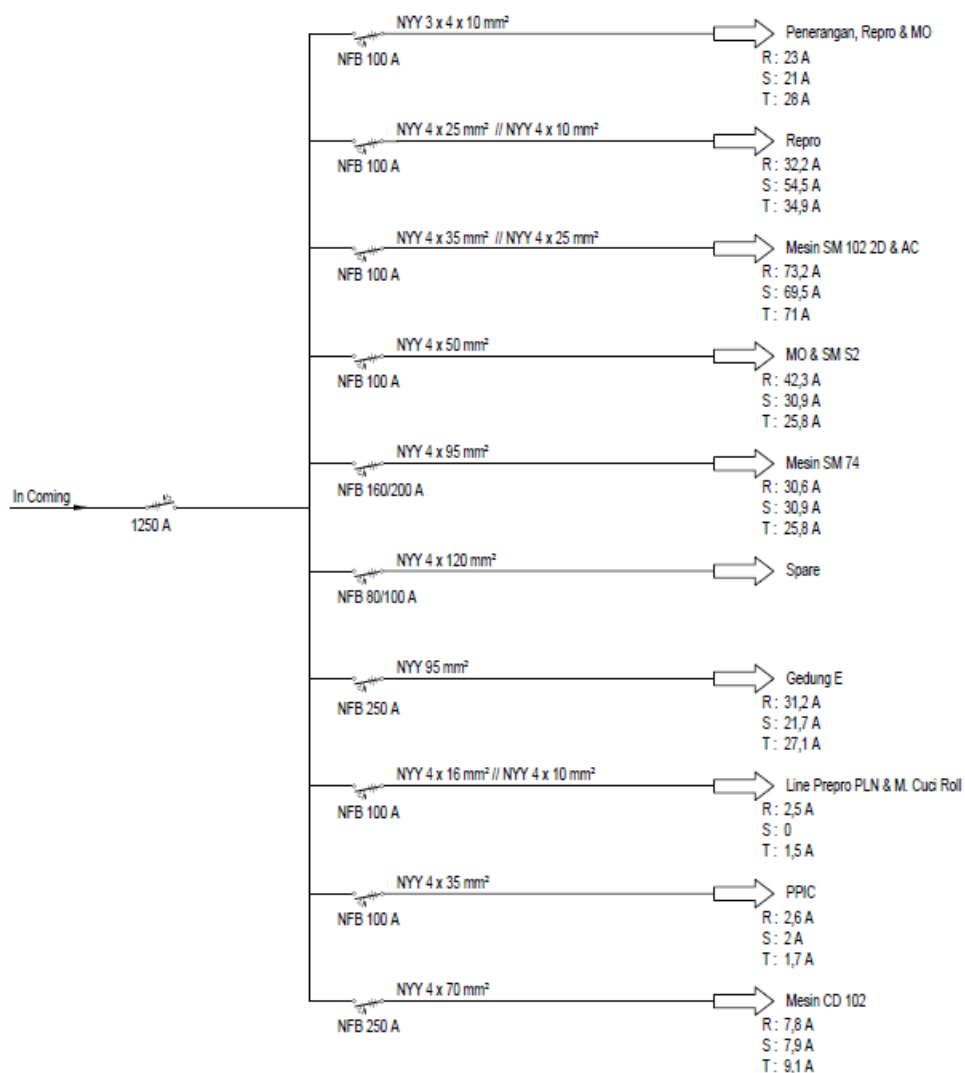 NYY 3 x 4 x 10 mm²
NFB 100 A
Penerangan, Repro & MO
R : 23 A
S : 21 A
T : 28 A
NYY 4 x 25 mm² // NYY 4 x 10 mm²
NFB 100 A
Repro
R : 32,2 A
S : 54,5 A
T : 34,9 A
NYY 4 x 35 mm² // NYY 4 x 25 mm²
NFB 100 A
Mesin SM 102 2D & AC
R : 73,2 A
S : 69,5 A
T : 71 A
NYY 4 x 50 mm²
NFB 100 A
MO & SM S2
R : 42,3 A
S : 30,9 A
T : 25,8 A
NYY 4 x 95 mm²
NFB 160/200 A
Mesin SM 74
R : 30,6 A
S : 30,9 A
T : 25,8 A
In Coming
1250 A
NYY 4 x 120 mm²
NFB 80/100 A
Spare
NYY 95 mm²
NFB 250 A
Gedung E
R : 31,2 A
S : 21,7 A
T : 27,1 A
NYY 4 x 16 mm² // NYY 4 x 10 mm²
NFB 100 A
Line Prepro PLN & M. Cuci Roll
R : 2,5 A
S : 0
T : 1,5 A
NYY 4 x 35 mm²
NFB 100 A
PPIC
R : 2,6 A
S : 2 A
T : 1,7 A
NYY 4 x 70 mm²
NFB 250 A
Mesin CD 102
R : 7,8 A
S : 7,9 A
T : 9,1 A